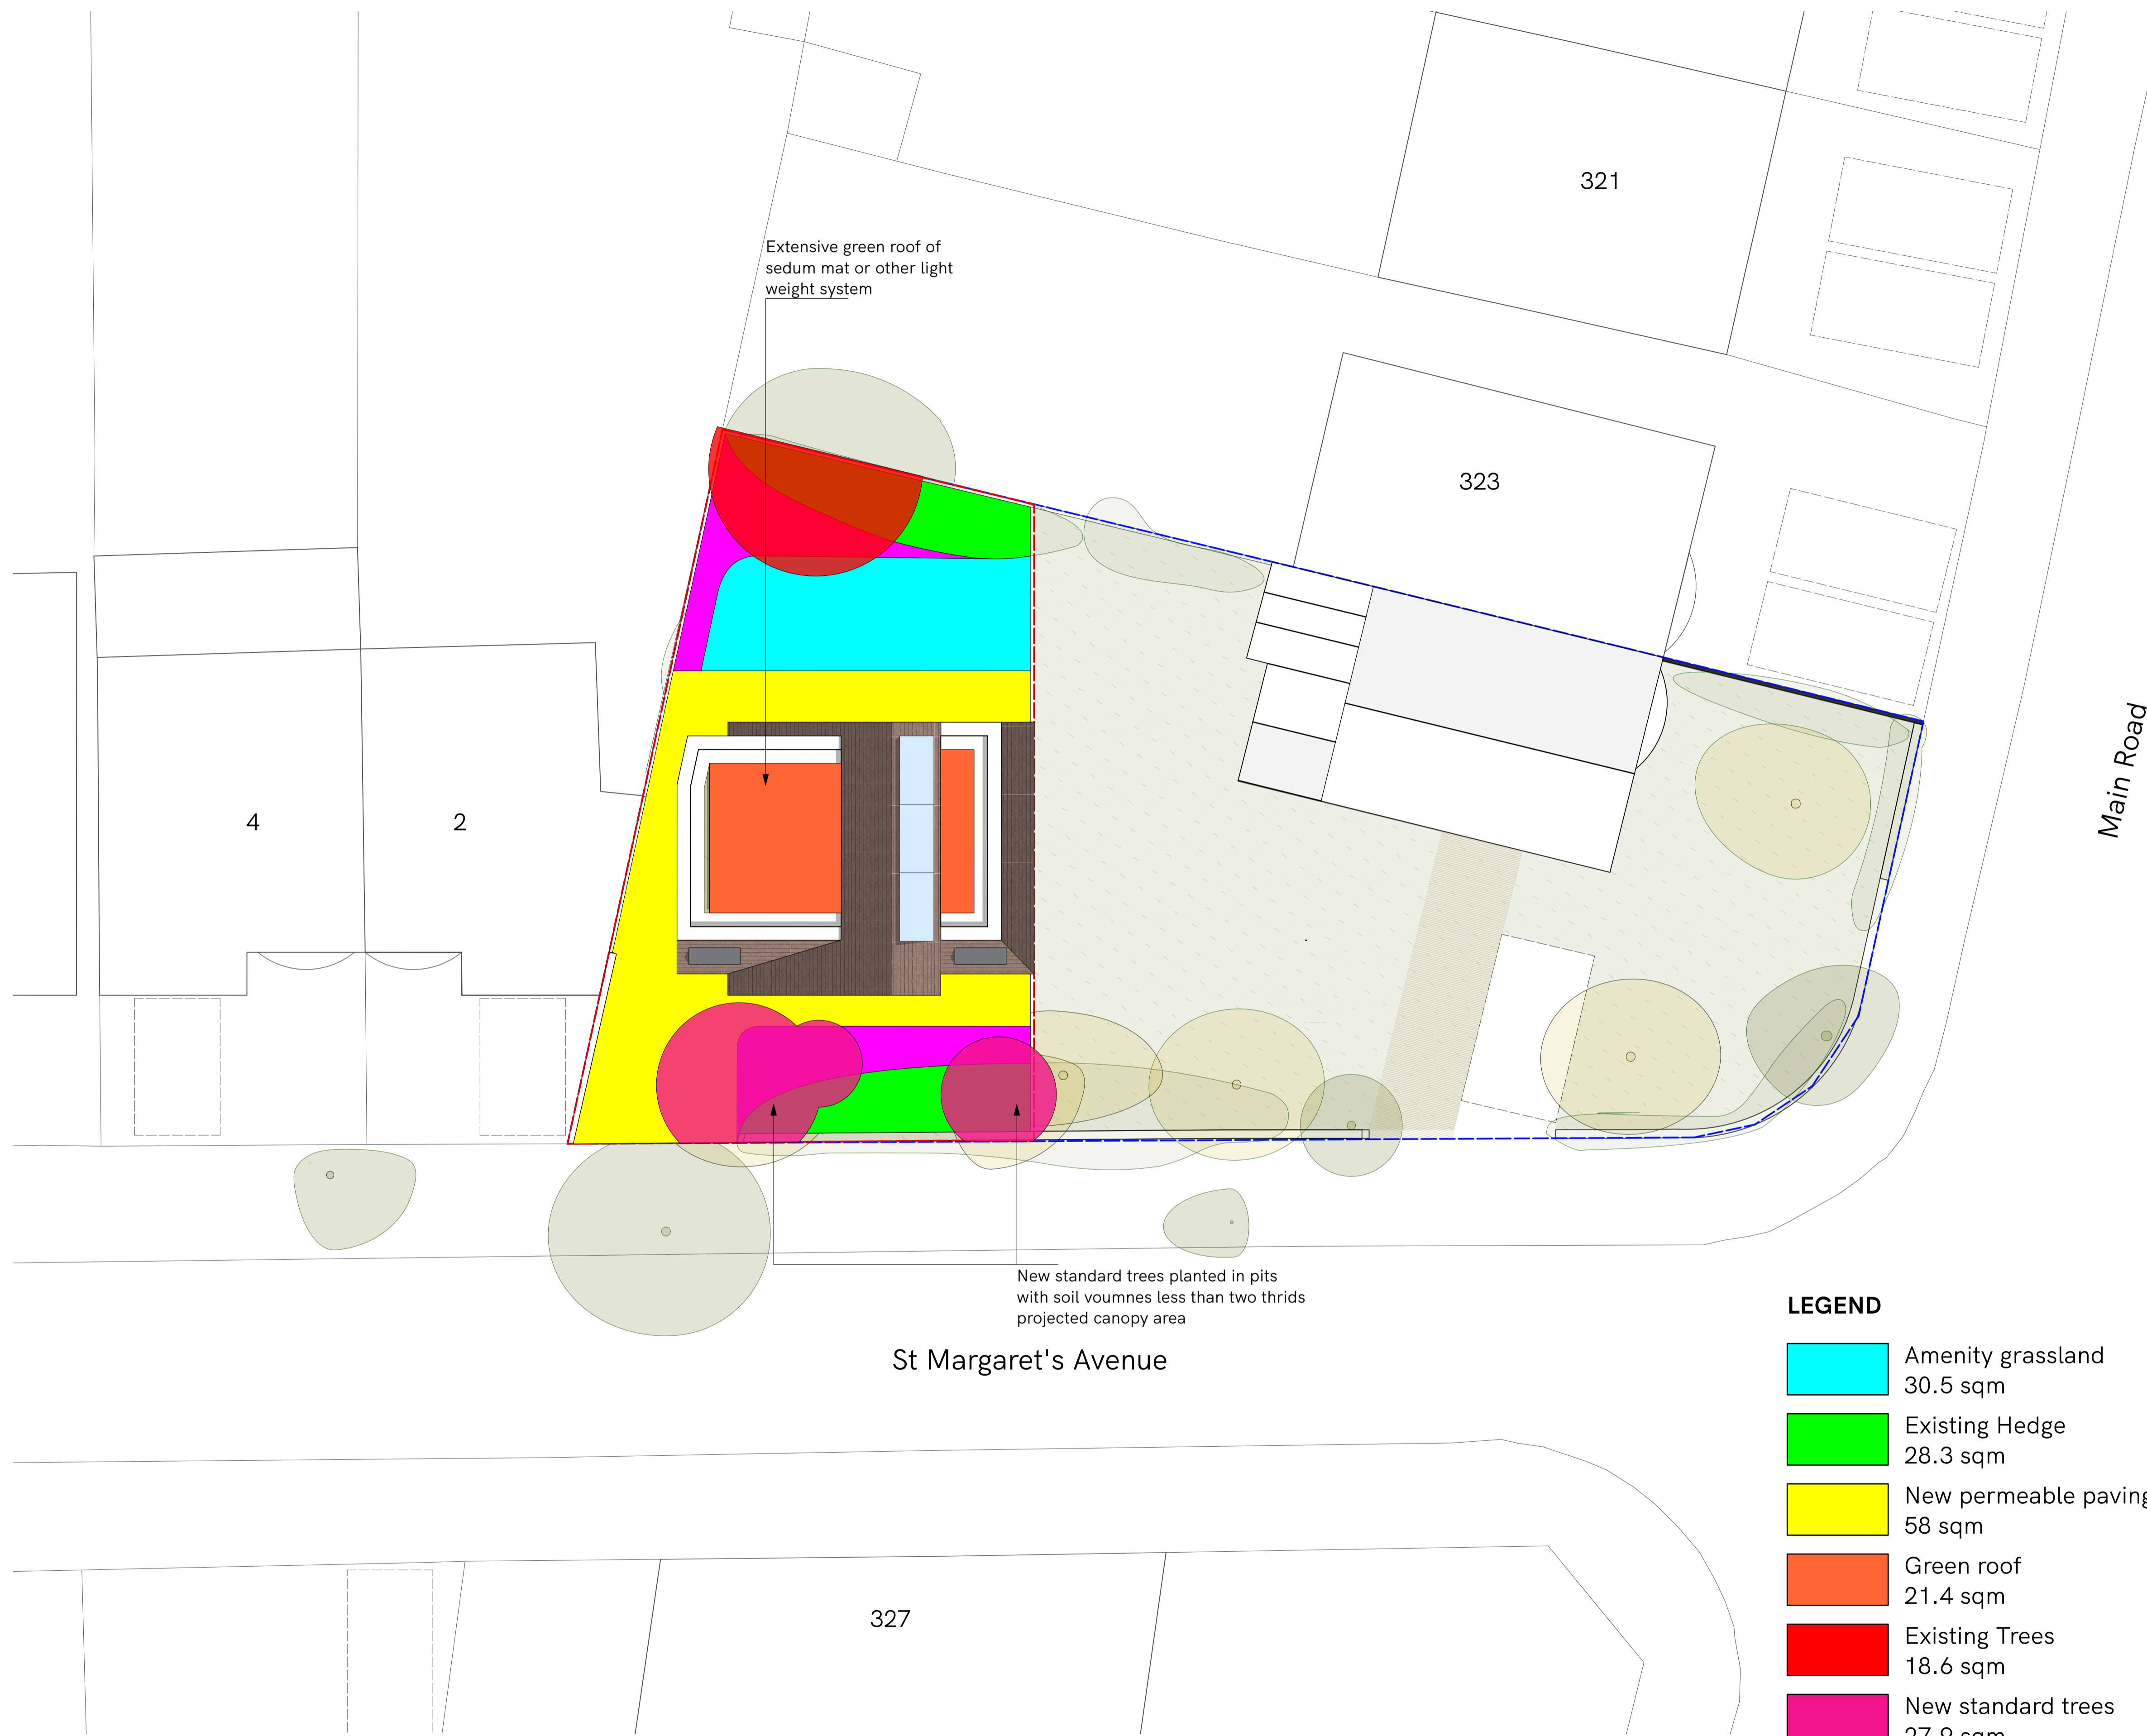 321
Extensive green roof of
sedum mat or other light
weight system
323
Main Road
4
2
New standard trees planted in pits
with soil voumnes less than two thrids
projected canopy area
St Margaret's Avenue
327
LEGEND
Amenity grassland
30.5 sqm
Existing Hedge
28.3 sqm
New permeable paving
58 sqm
Green roof
21.4 sqm
Existing Trees
18.6 sqm
New standard trees